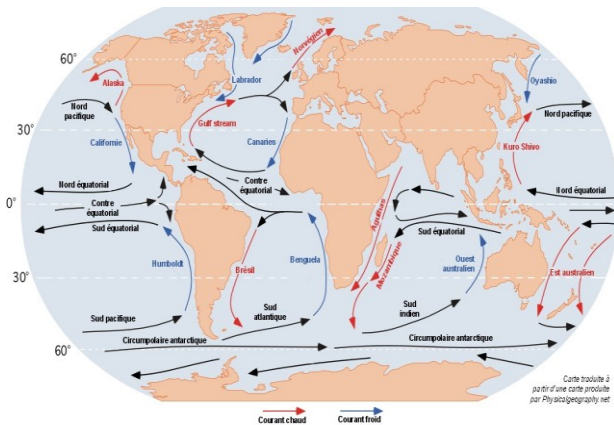 60°
Norvégien
Alaska
Labrador
Oyashio
Nord
pacifique
Nord pacifique
Gulf stream
30°
Californie
Canaries
Kuro Shivo
Contre
équatorial
Nord équatorial
Nord équatorial
0°
Contre
équatorial
Agulhas
Sud équatorial
Sud équatorial
Mozambique
Humboldt
Brésil
Benguela
Ouest
australien
Est australien
30°
Sud pacifique
Sud
atlantique
Sud
indien
Circumpolaire antarctique
Circumpolaire antarctique
60°
Carte traduite à
partir d'une carte produite
par Physicalgeography.net
Courant chaud
Courant froid